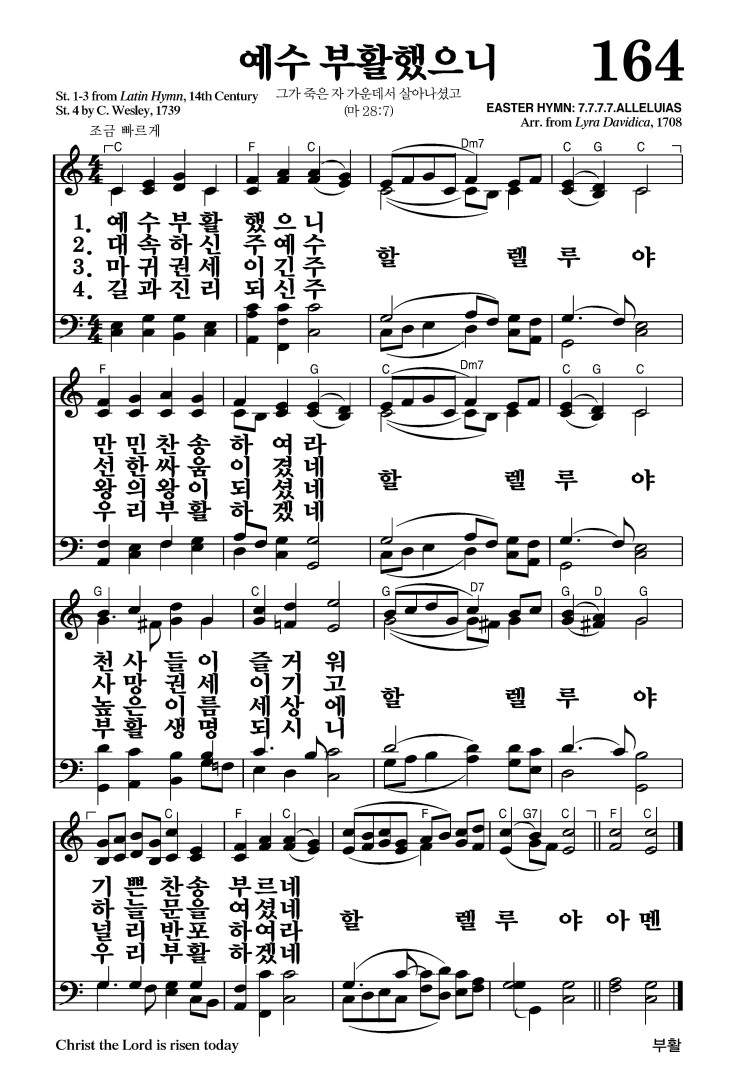 예수 부활했으니
164
St. 1-3 from Latin Hymn, 14th Century
St. 4 by C. Wesley, 1739
그가 죽은 자 가운데서 살아나셨고
(마 28:7)
EASTER HYMN: 7.7.7.7.ALLELUIAS
Arr. from Lyra Davidica, 1708
조금 빠르게
C F C Dm7 C G C
1. 예수부활 했으니
2. 대속하신 주예수
3. 마귀권세 이긴주
4. 길과진리 되신주
할 렐루 야
F G C Dm7 C G C
만민찬송 하여라
선한싸움 이겼네
왕의왕이 되셨네
우리부활 하겠네
할 렐루 야
G C G D7 G D G
천사들이 즐거워
사망권세 이기고
높은이름 세상에
부활생명 되시니
할 렐루 야
C F C F C G7 C F C
기쁜찬송 부르네
하늘문을 여셨네
널리반포 하여라
우리부활 하겠네
할 렐루 야 아멘
Christ the Lord is risen today
부활